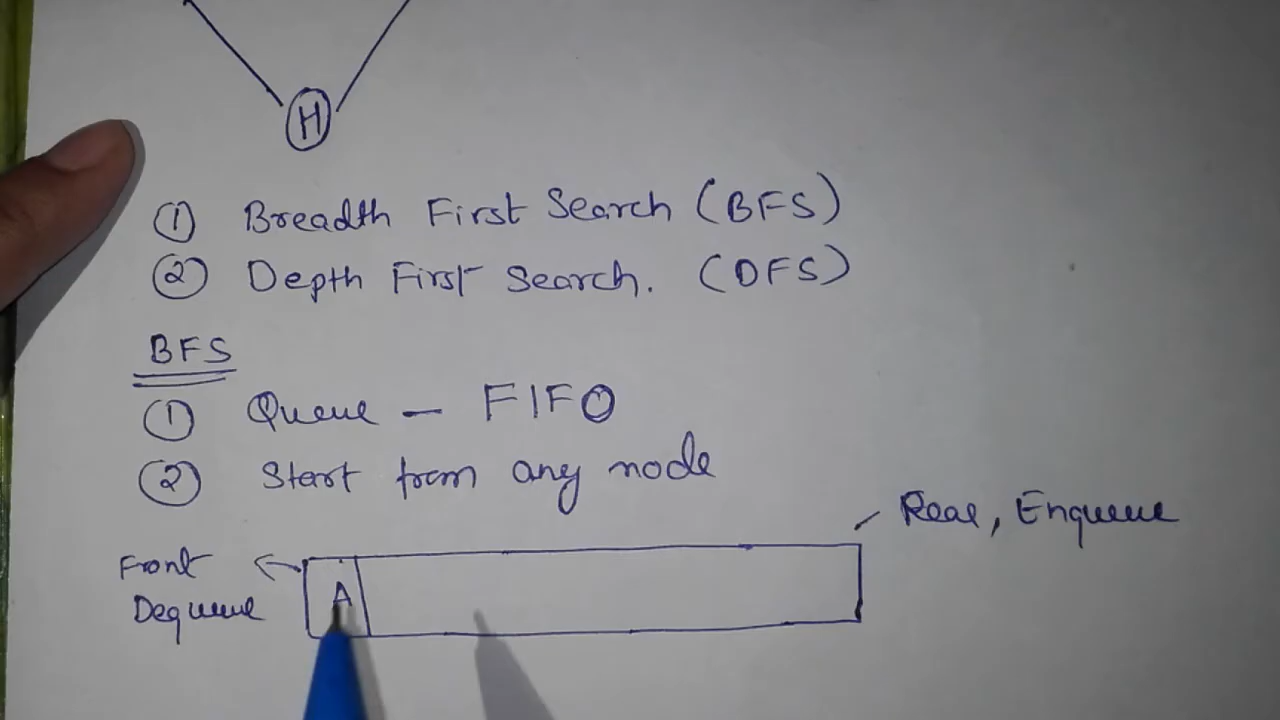 H
① Breadth First Search (BFS)
② Depth First Search. (DFS)
BFS
① Queue - FIFO
② Start from any node
Rear, Enqueue
Front
Dequeue
A